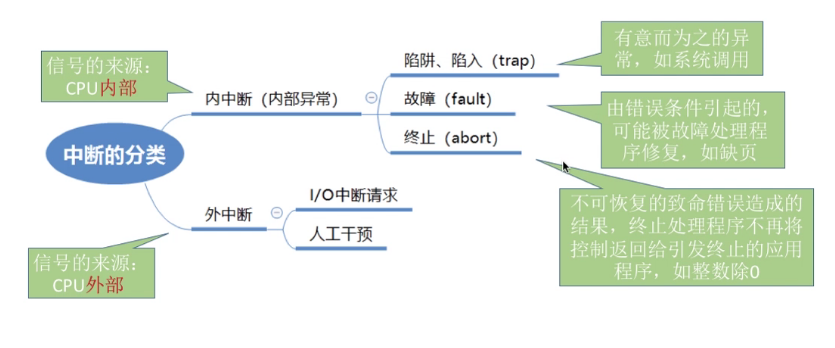 信号的来源：
CPU内部
内中断（内部异常）
陷阱、陷入（trap）
有意而为之的异
常，如系统调用
故障（fault）
由错误条件引起的，
可能被故障处理程
序修复，如缺页
终止（abort）
不可恢复的致命错误造成的
结果，终止处理程序不再将
控制返回给引发终止的应用
程序，如整数除0
中断的分类
外中断
I/O中断请求
人工干预
信号的来源：
CPU外部